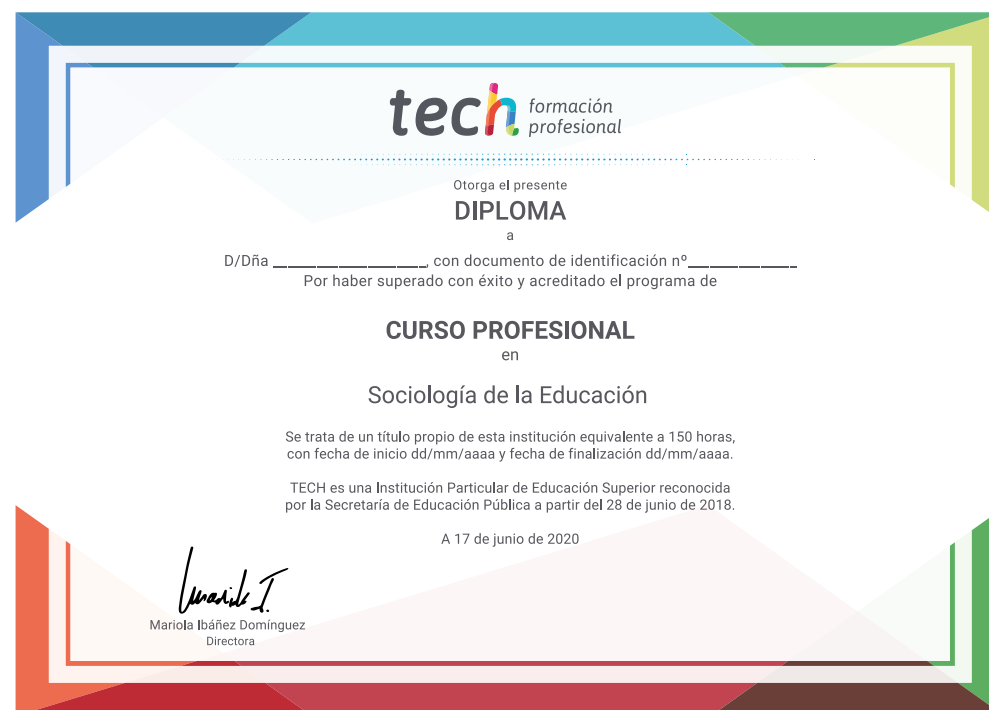 tech formación
profesional
Otorga el presente
DIPLOMA
a
D/Dña ____________________, con documento de identificación nº______________
Por haber superado con éxito y acreditado el programa de
CURSO PROFESIONAL
en
Sociología de la Educación
Se trata de un título propio de esta institución equivalente a 150 horas,
con fecha de inicio dd/mm/aaaa y fecha de finalización dd/mm/aaaa.
TECH es una Institución Particular de Educación Superior reconocida
por la Secretaría de Educación Pública a partir del 28 de junio de 2018.
A 17 de junio de 2020
Mariola Ibáñez Domínguez
Directora